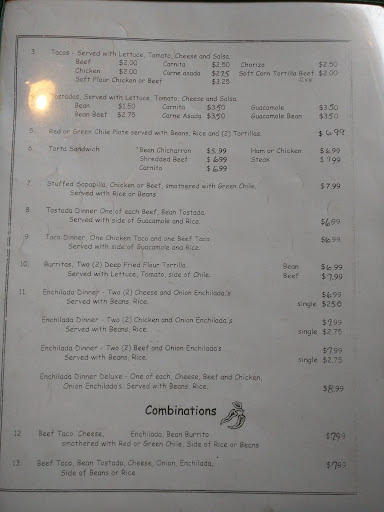 3. Tacos - Served with Lettuce, Tomato, Cheese and Salsa
Beef $2.00 Carnita $2.50 Chorizo $2.50
Chicken $2.00 Carne asada $2.75 Soft Corn Tortilla Beef $2.00
Soft Flour Chicken or Beef $3.25
Tostadas, Served with Lettuce, Tomato, Cheese and Salsa
Bean $1.50 Carnita $3.50 Guacamole $3.50
Bean Beef $2.75 Carne Asada $3.50 Guacamole Bean $3.50
5. Red or Green Chile Plate served with Beans, Rice and (2) Tortillas. $6.99
6. Torta Sandwich Bean Chicharron $5.99 Ham or Chicken $6.99
Shredded Beef $6.99 Steak $7.99
Carnita $6.99
7. Stuffed Sopapilla, Chicken or Beef, smothered with Green Chile, $7.99
Served with Rice or Beans
8. Tostada Dinner One of each Beef, Bean Tostada
Served with side of Guacamole and Rice. $6.99
9. Taco Dinner, One Chicken Taco and one Beef Taco $6.99
Served with side of Guacamole and Rice.
10. Burritos, Two (2) Deep Fried Flour Tortilla, Bean $6.99
Served with Lettuce, Tomato, side of Chile. Beef $7.99
11. Enchilada Dinner - Two (2) Cheese and Onion Enchilada's $6.99
Served with Beans, Rice. single $2.50
Enchilada Dinner - Two (2) Chicken and Onion Enchilada's $7.99
Served with Beans, Rice. single $2.75
Enchilada Dinner - Two (2) Beef and Onion Enchilada's $7.99
Served with Beans, Rice. single $2.75
Enchilada Dinner Deluxe - One of each, Cheese, Beef and Chicken,
Onion Enchilada's Served with Beans, Rice. $8.99
Combinations
12. Beef Taco, Cheese, Enchilada, Bean Burrito $7.99
smothered with Red or Green Chile, Side of Rice or Beans
13. Beef Taco, Bean Tostada, Cheese, Onion, Enchilada, $7.99
Side of Beans or Rice